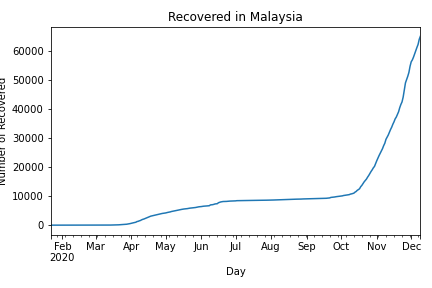 Recovered in Malaysia
Number of Recovered
60000
50000
40000
30000
20000
10000
0
Feb Mar Apr May Jun Jul Aug Sep Oct Nov Dec
2020
Day